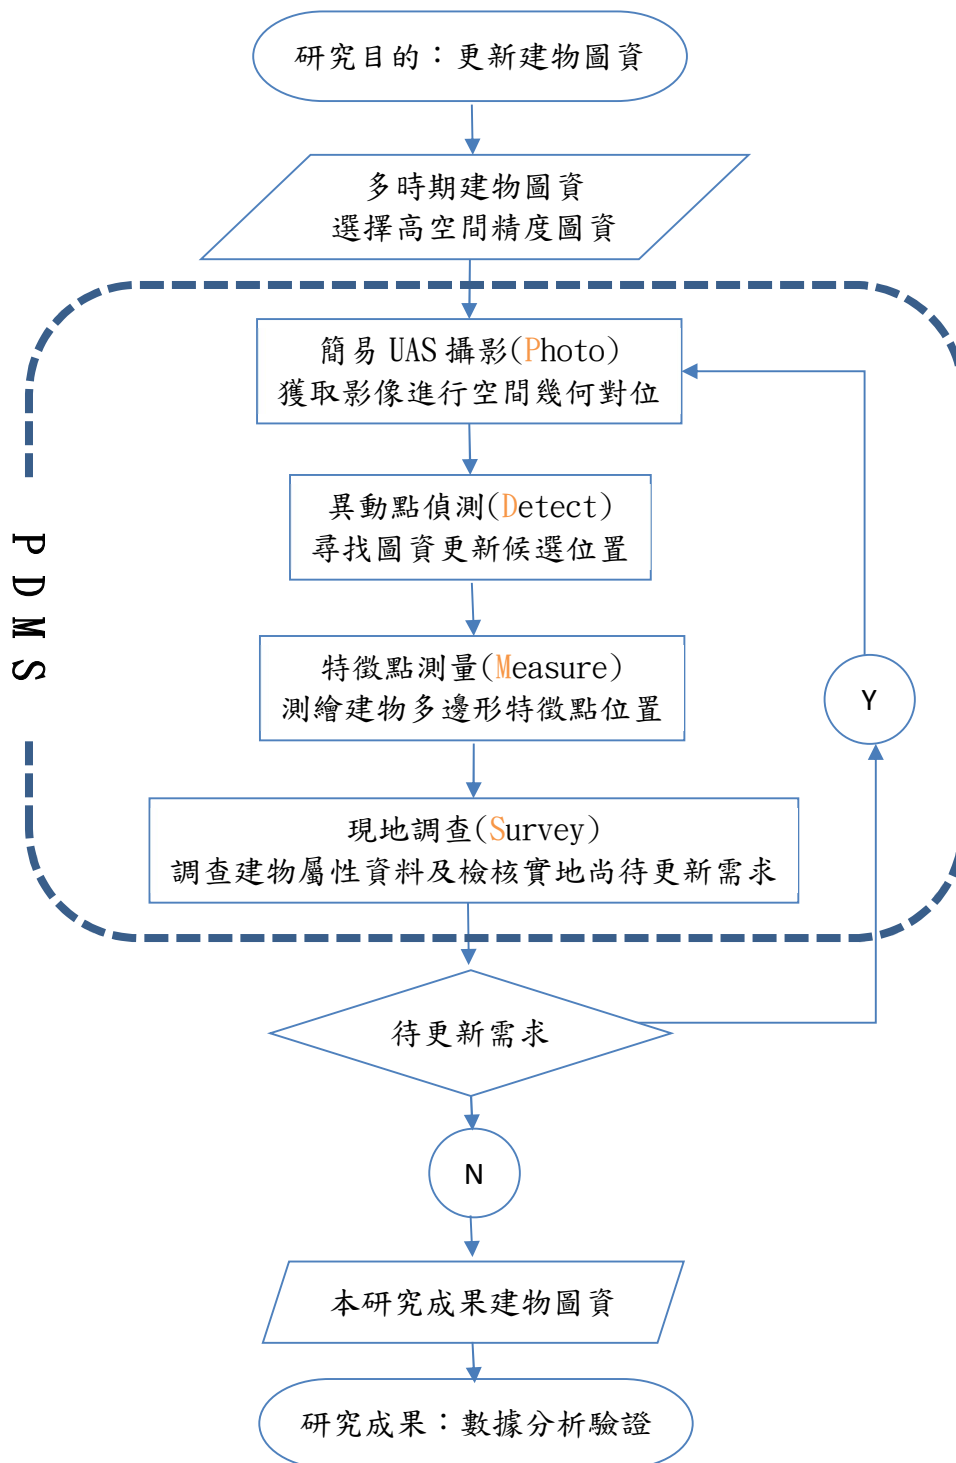 研究目的：更新建物圖資
多時期建物圖資
選擇高空間精度圖資
簡易 UAS 攝影(Photo)
獲取影像進行空間幾何對位
異動點偵測(Detect)
尋找圖資更新候選位置
PDMS
特徵點測量(Measure)
測繪建物多邊形特徵點位置
Y
現地調查(Survey)
調查建物屬性資料及檢核實地尚待更新需求
待更新需求
N
本研究成果建物圖資
研究成果：數據分析驗證